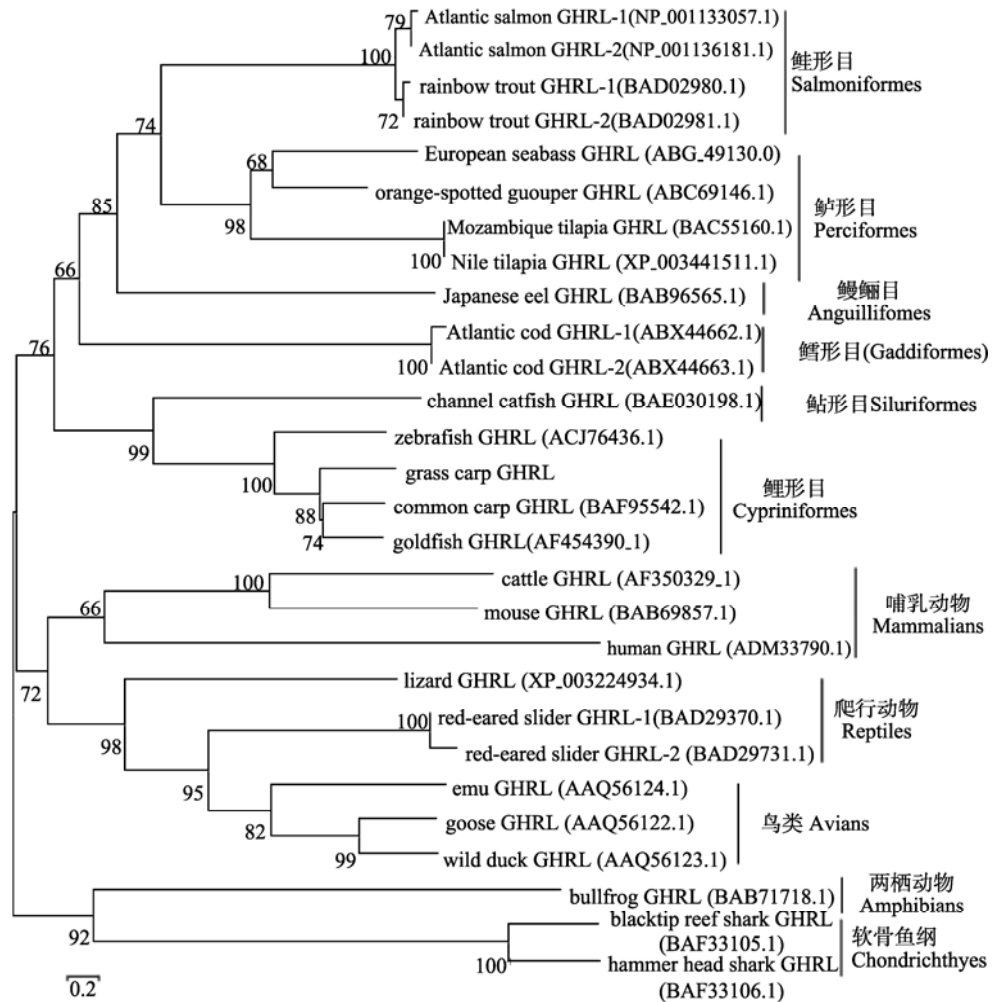 79
Atlantic salmon GHRL-1(NP_001133057.1)
Atlantic salmon GHRL-2(NP_001136181.1)
100
rainbow trout GHRL-1(BAD02980.1)
72
rainbow trout GHRL-2(BAD02981.1)
鲑形目
Salmoniformes
74
68
European seabass GHRL (ABG_49130.0)
orange-spotted guouper GHRL (ABC69146.1)
98
Mozambique tilapia GHRL (BAC55160.1)
100
Nile tilapia GHRL (XP_003441511.1)
鲈形目
Perciformes
85
Japanese eel GHRL (BAB96565.1)
鳗鲡目
Anguillifomes
66
Atlantic cod GHRL-1(ABX44662.1)
100
Atlantic cod GHRL-2(ABX44663.1)
鳕形目(Gaddiformes)
76
channel catfish GHRL (BAE030198.1)
鲇形目Siluriformes
99
zebrafish GHRL (ACJ76436.1)
100
grass carp GHRL
88
common carp GHRL (BAF95542.1)
74
goldfish GHRL(AF454390_1)
鲤形目
Cypriniformes
100
cattle GHRL (AF350329_1)
66
mouse GHRL (BAB69857.1)
human GHRL (ADM33790.1)
哺乳动物
Mammalians
72
lizard GHRL (XP_003224934.1)
98
100
red-eared slider GHRL-1(BAD29370.1)
red-eared slider GHRL-2 (BAD29731.1)
爬行动物
Reptiles
95
emu GHRL (AAQ56124.1)
82
goose GHRL (AAQ56122.1)
99
wild duck GHRL (AAQ56123.1)
鸟类 Avians
bullfrog GHRL (BAB71718.1)
两栖动物
Amphibians
92
blacktip reef shark GHRL
(BAF33105.1)
100
hammer head shark GHRL
(BAF33106.1)
软骨鱼纲
Chondrichthyes
0.2